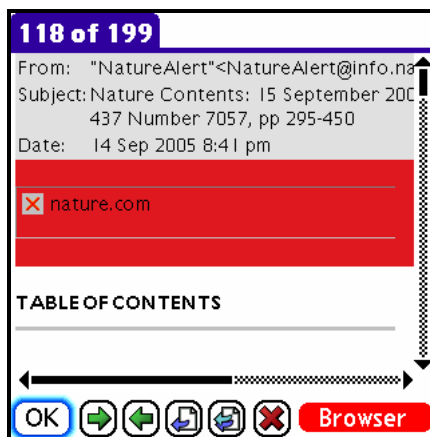 118 of 199
From: "NatureAlert"<NatureAlert@info.na
Subject: Nature Contents: 15 September 200
437 Number 7057, pp 295-450
Date: 14 Sep 2005 8:41 pm
nature.com
TABLE OF CONTENTS
OK Browser